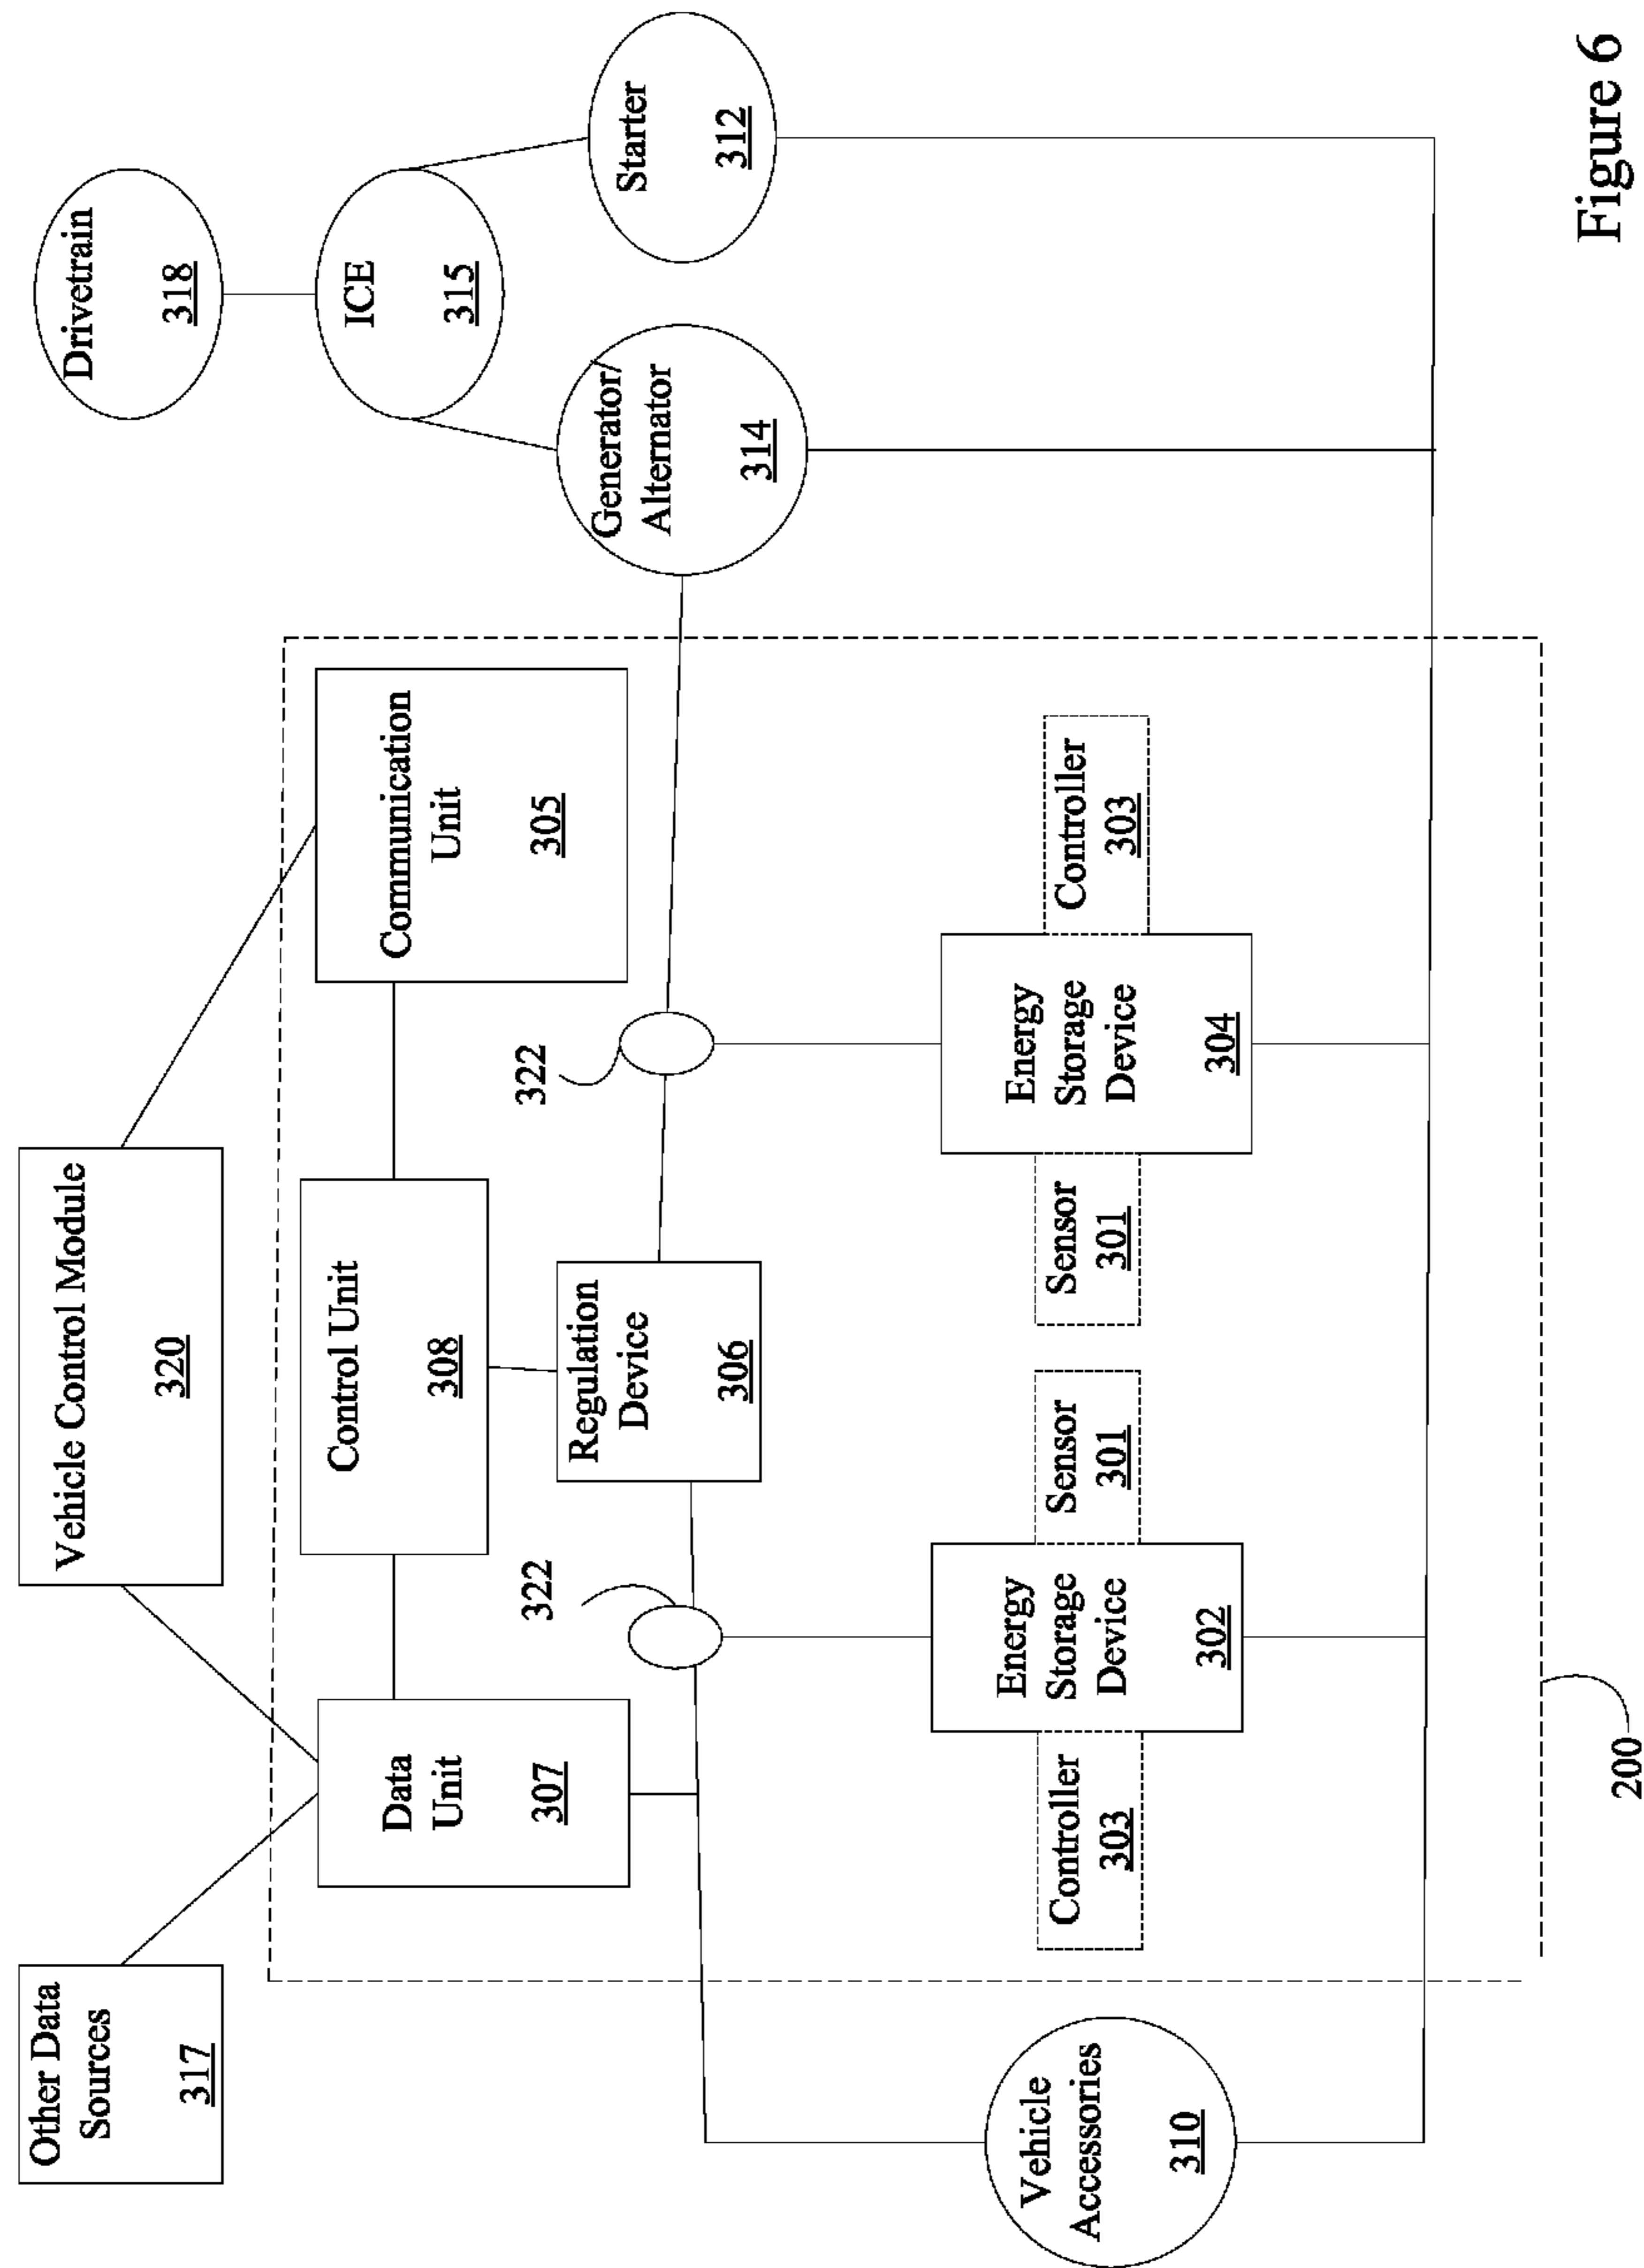 Other Data
Sources
317
Vehicle Control Module
320
Drivetrain
318
ICE
315
Data
Unit
307
Control Unit
308
Communication
Unit
305
322
Regulation
Device
306
322
Generator/
Alternator
314
Starter
312
Vehicle
Accessories
310
Controller
303
Energy
Storage
Device
302
Sensor
301
Sensor
301
Energy
Storage
Device
304
Controller
303
200
Figure 6